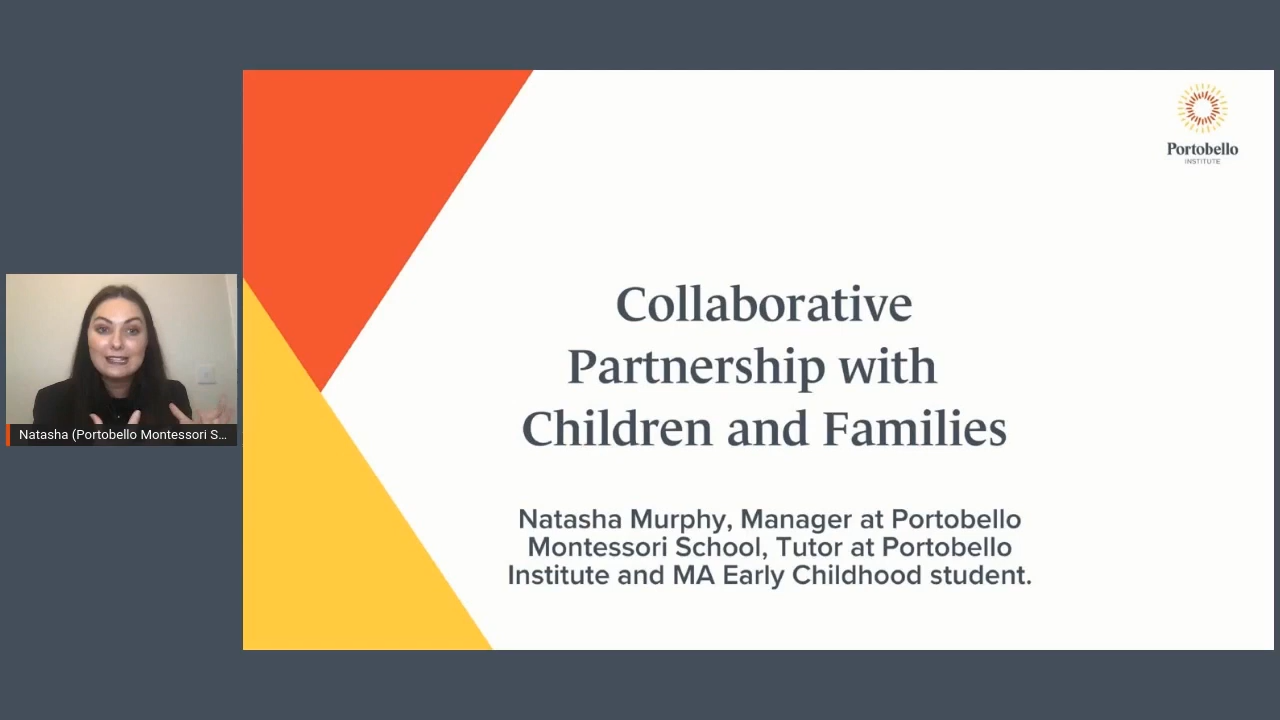 Portobello
INSTITUTE
Collaborative
Partnership with
Children and Families
Natasha (Portobello Montessori S...
Natasha Murphy, Manager at Portobello
Montessori School, Tutor at Portobello
Institute and MA Early Childhood student.